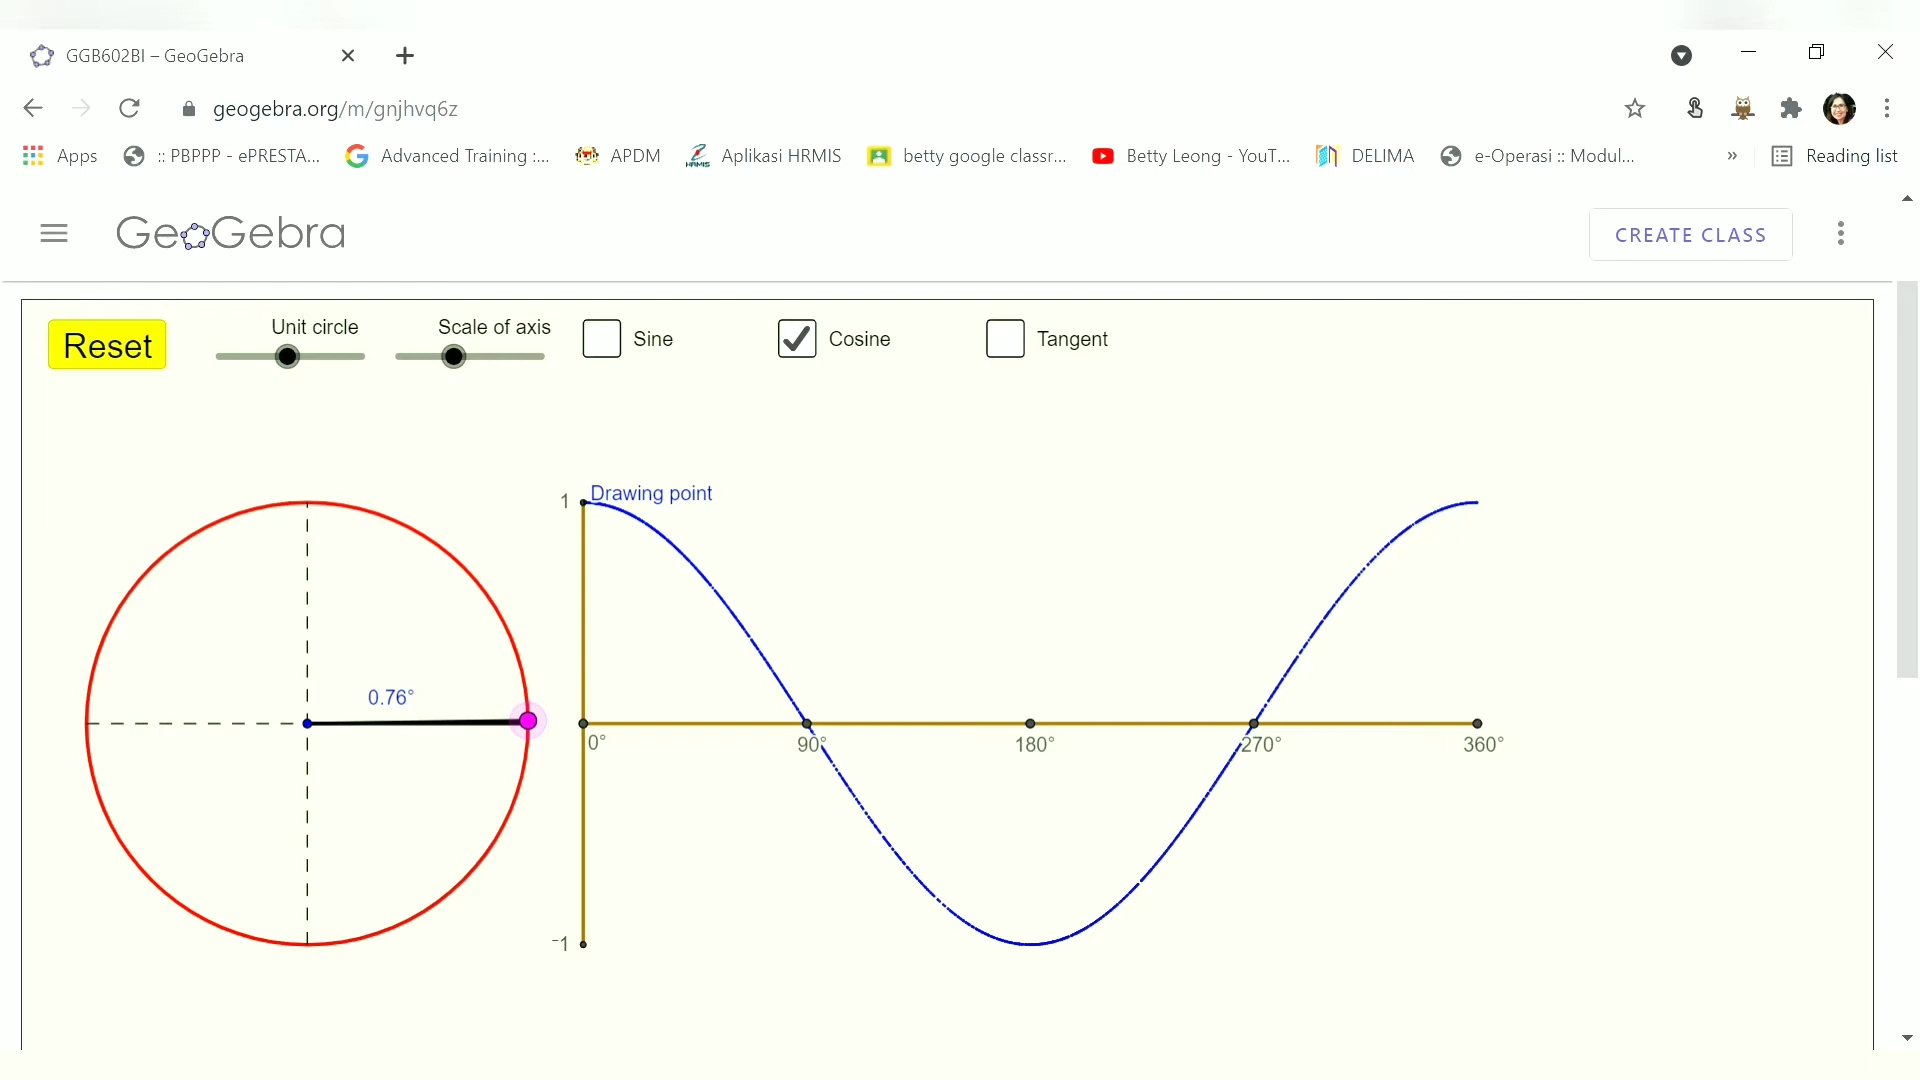 GGB602BI – GeoGebra
geogebra.org/m/gnjhvq6z
Apps :: PBPPP - ePRESTA... Advanced Training :... APDM Aplikasi HRMIS betty google classr... Betty Leong - YouT... DELIMA e-Operasi :: Modul... » Reading list
GeoGebra CREATE CLASS
Reset Unit circle Scale of axis Sine Cosine Tangent
1 Drawing point
0.76°
0° 90° 180° 270° 360°
-1